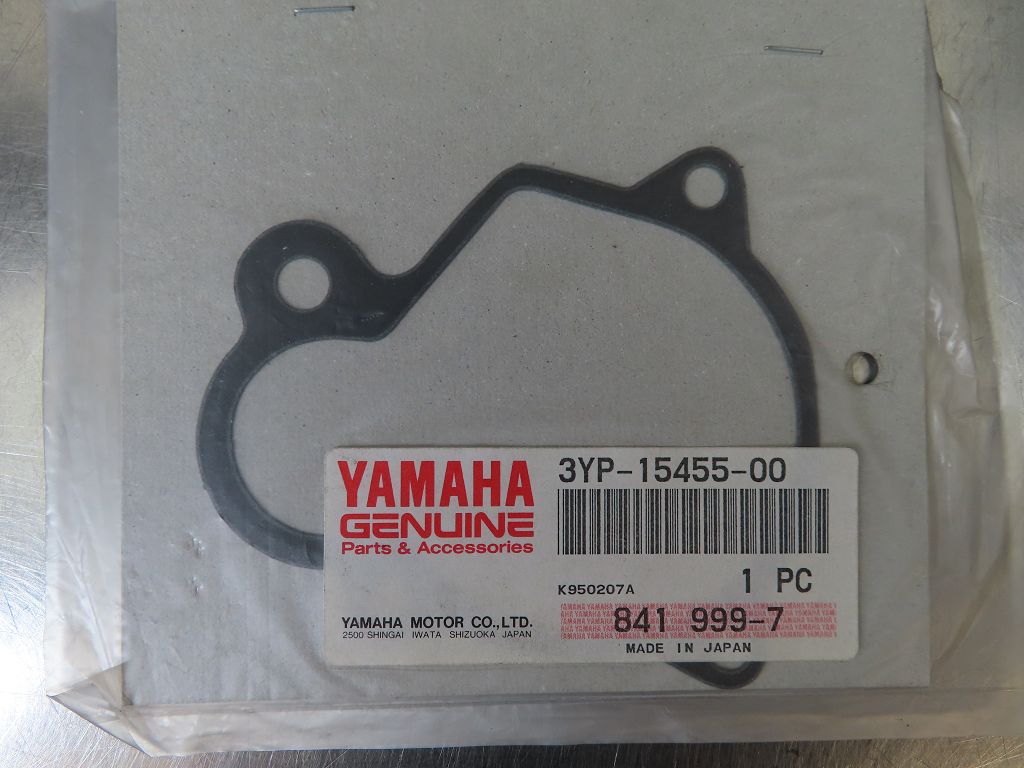 YAMAHA
GENUINE
Parts & Accessories
3YP-15455-00
K950207A
1 PC
YAMAHA MOTOR CO.,LTD.
2500 SHINGAI IWATA SHIZUOKA JAPAN
841 999-7
MADE IN JAPAN